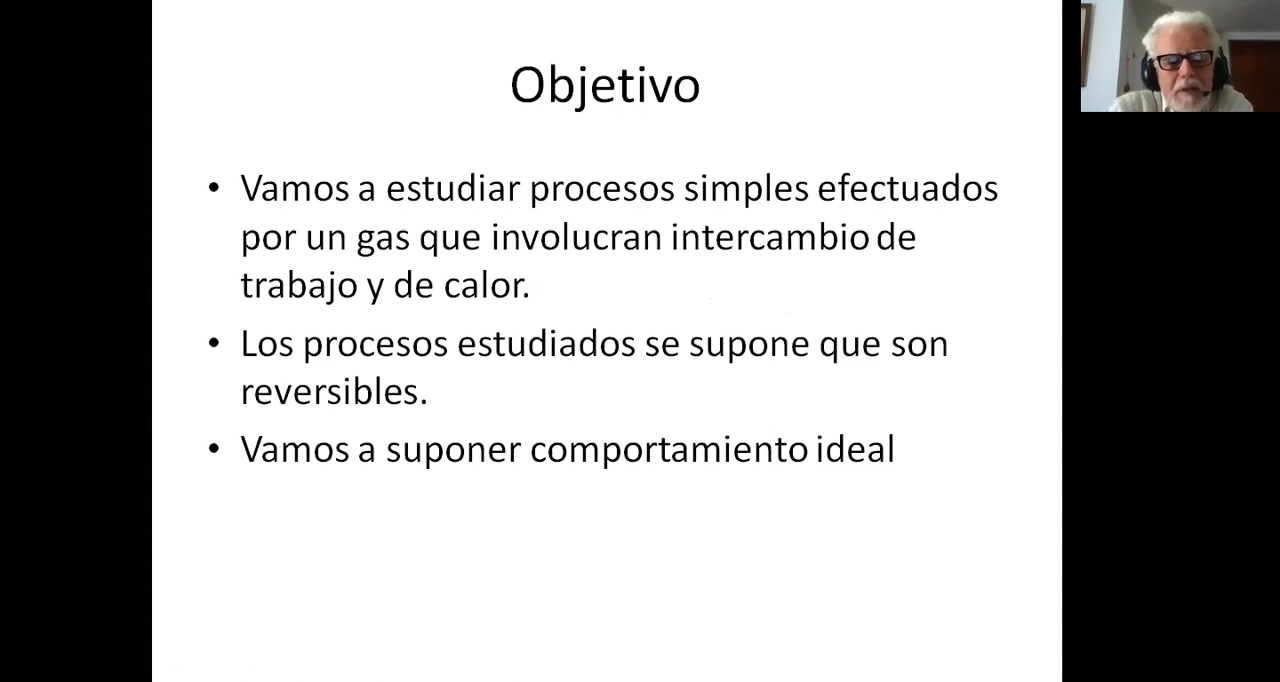 Objetivo
• Vamos a estudiar procesos simples efectuados
por un gas que involucran intercambio de
trabajo y de calor.
• Los procesos estudiados se supone que son
reversibles.
• Vamos a suponer comportamiento ideal